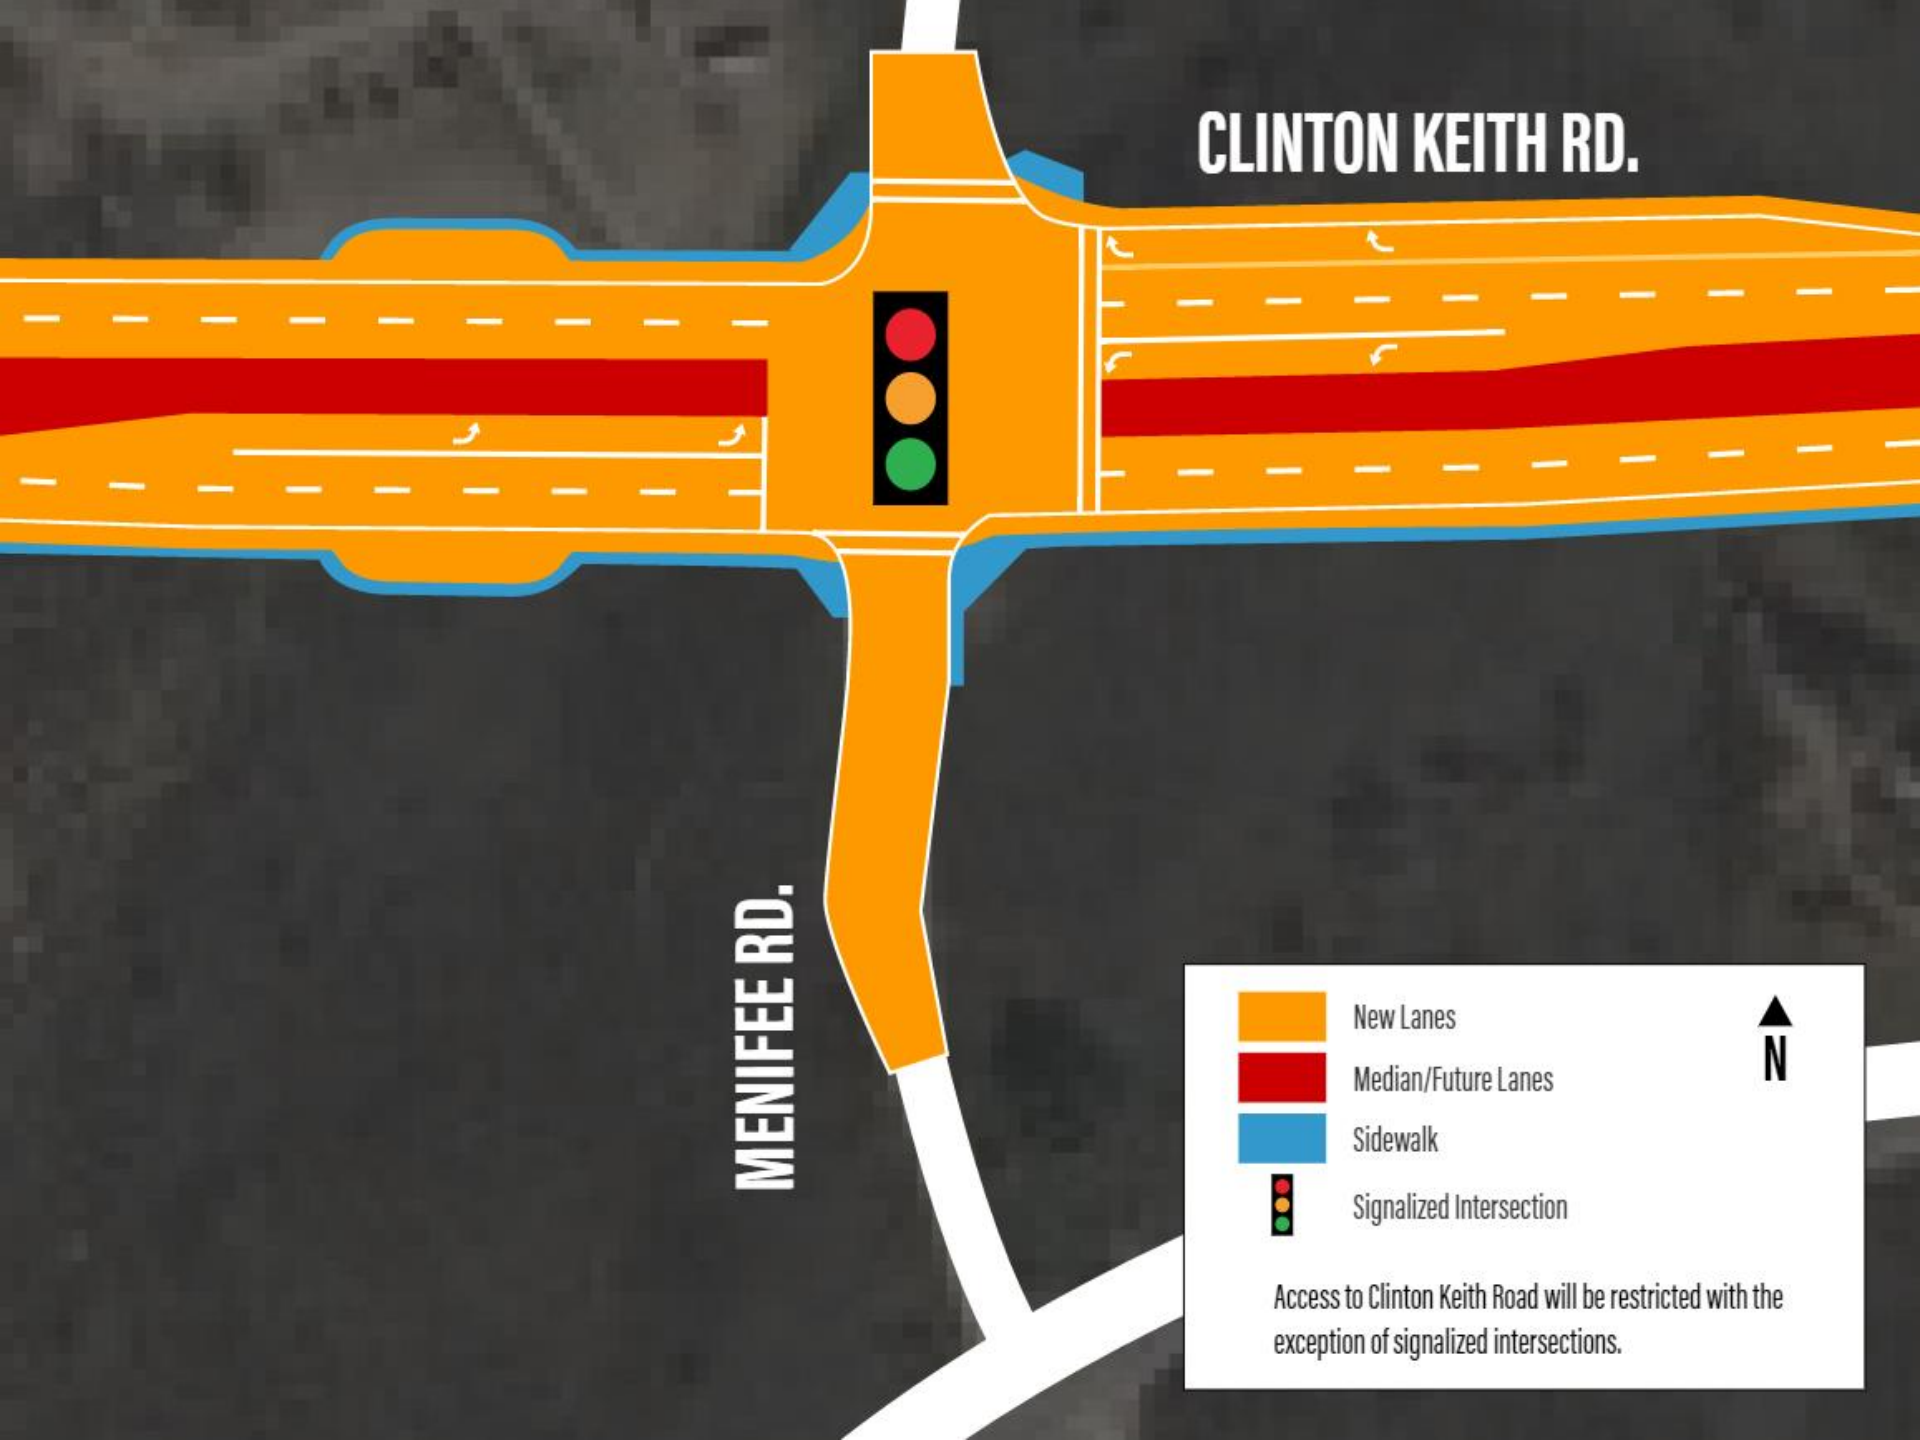 CLINTON KEITH RD.
MENIFEE RD.
New Lanes
N
Median/Future Lanes
Sidewalk
Signalized Intersection
Access to Clinton Keith Road will be restricted with the
exception of signalized intersections.